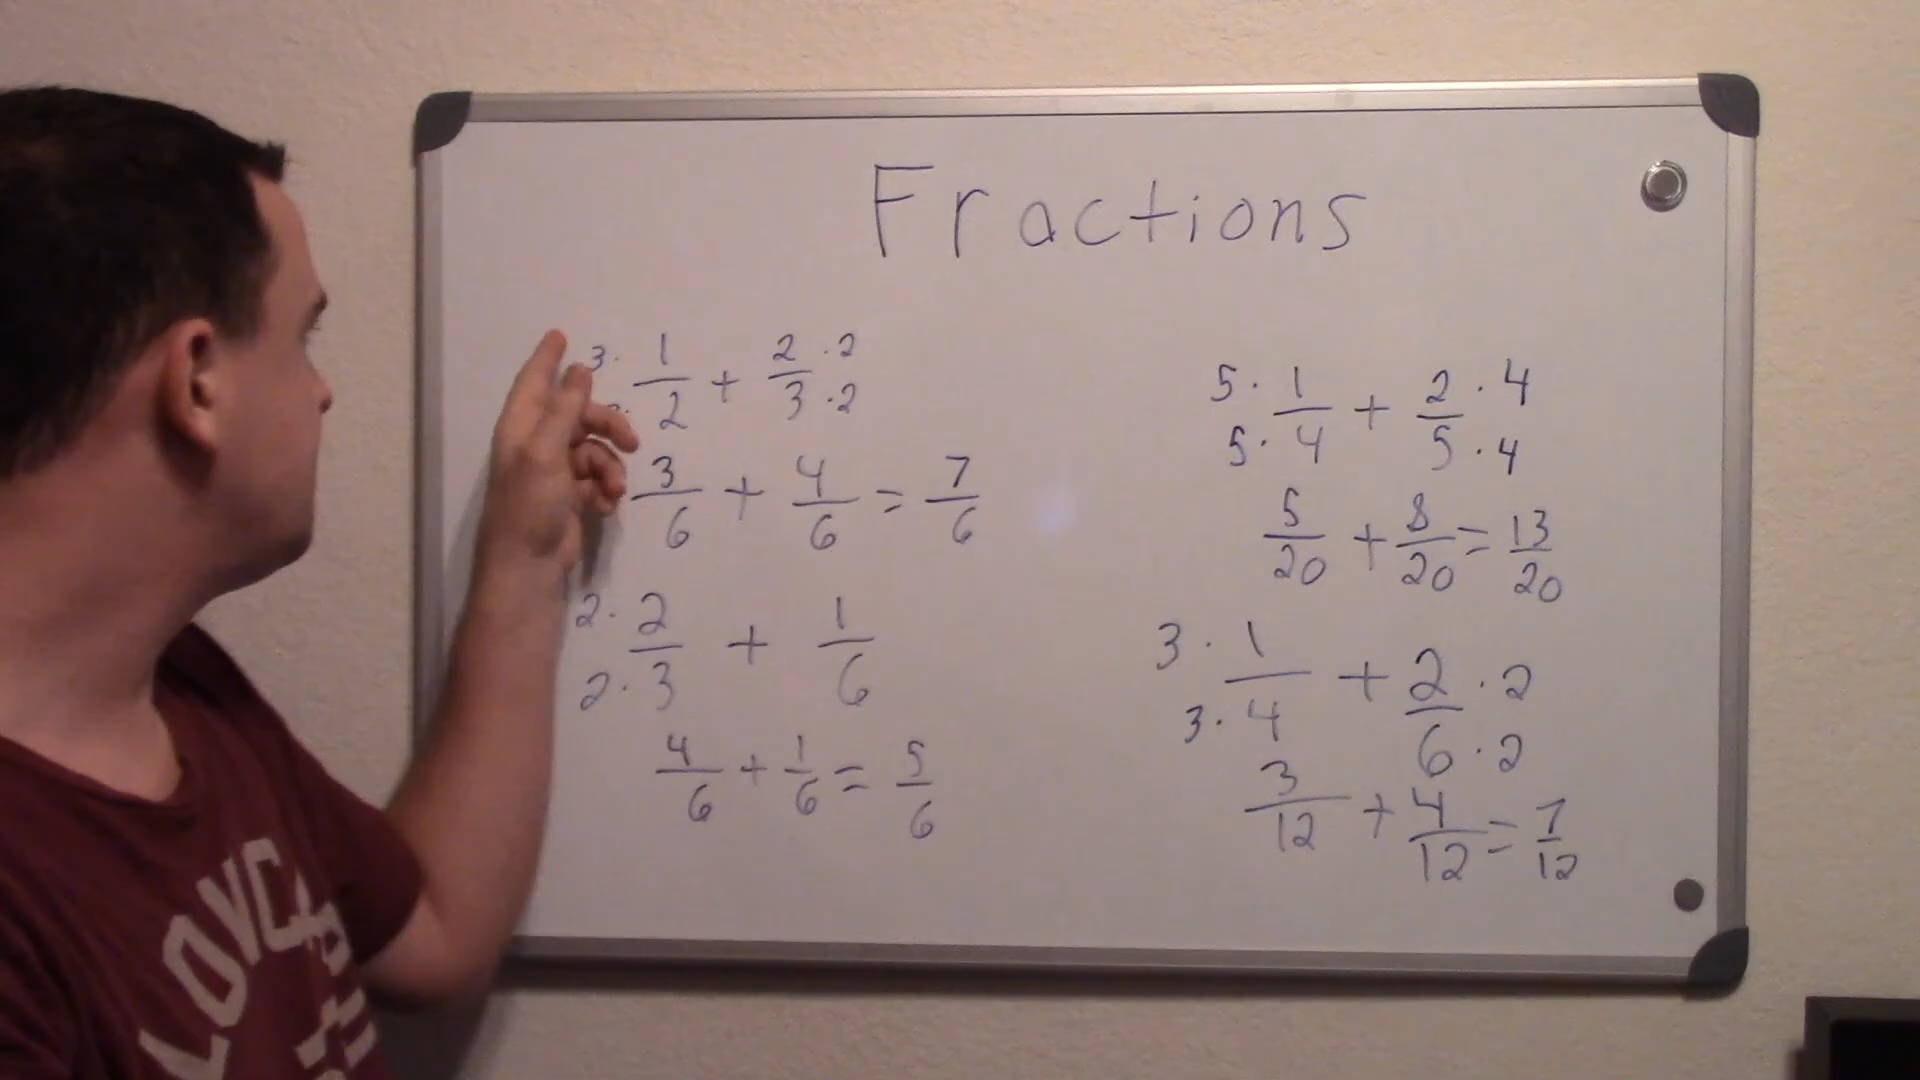 Fractions
3· 1/2 + 2/3 ·2 ·2
3/6 + 4/6 = 7/6
2· 2· 2/3 + 1/6
4/6 + 1/6 = 5/6
5· 5· 1/4 + 2/5 ·4 ·4
5/20 + 8/20 = 13/20
3· 3· 1/4 + 2/6 ·2 ·2
3/12 + 4/12 = 7/12